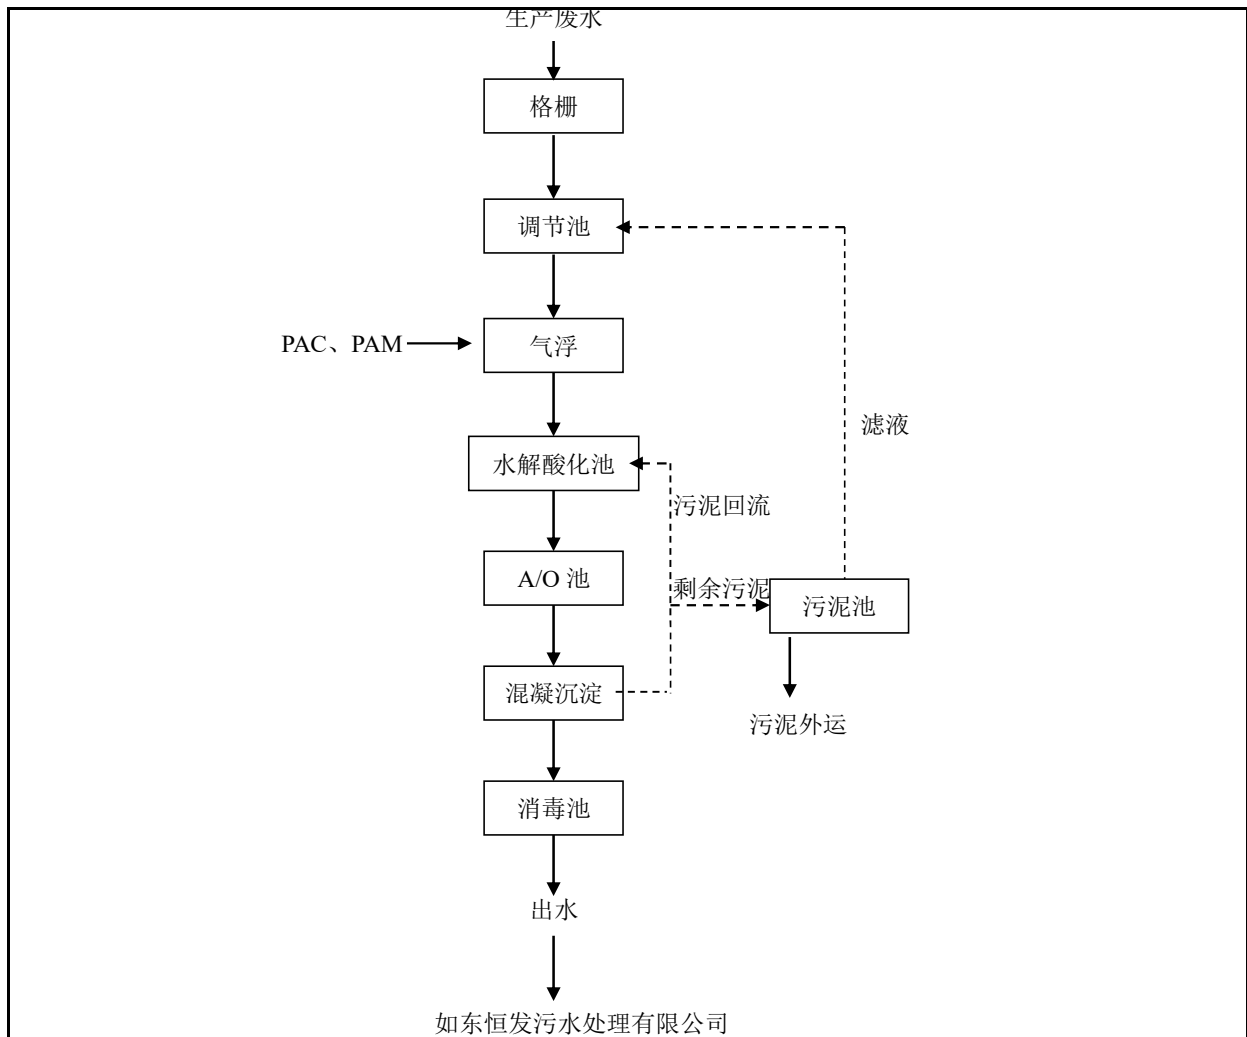 生产废水
格栅
调节池
PAC、PAM
气浮
滤液
水解酸化池
污泥回流
A/O 池
剩余污泥
污泥池
混凝沉淀
污泥外运
消毒池
出水
如东恒发污水处理有限公司